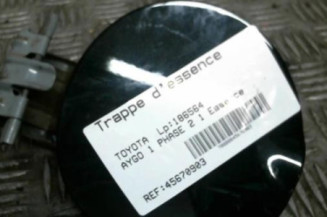 Trappe d'essence
TOYOTA Lp:186564
AYGO 1 PHASE 2 1
REF:45670903